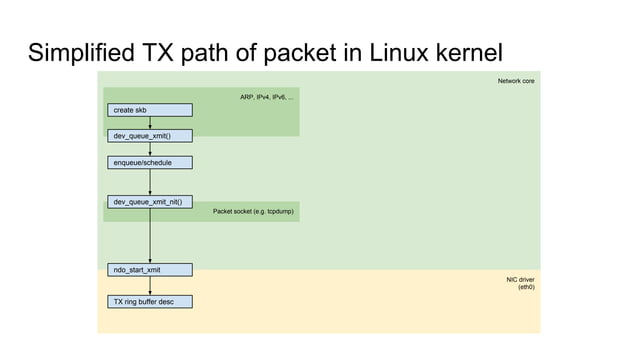 Simplified TX path of packet in Linux kernel
Network core
ARP, IPv4, IPv6, ...
create skb
dev_queue_xmit()
enqueue/schedule
dev_queue_xmit_nit()
Packet socket (e.g. tcpdump)
ndo_start_xmit
NIC driver
(eth0)
TX ring buffer desc